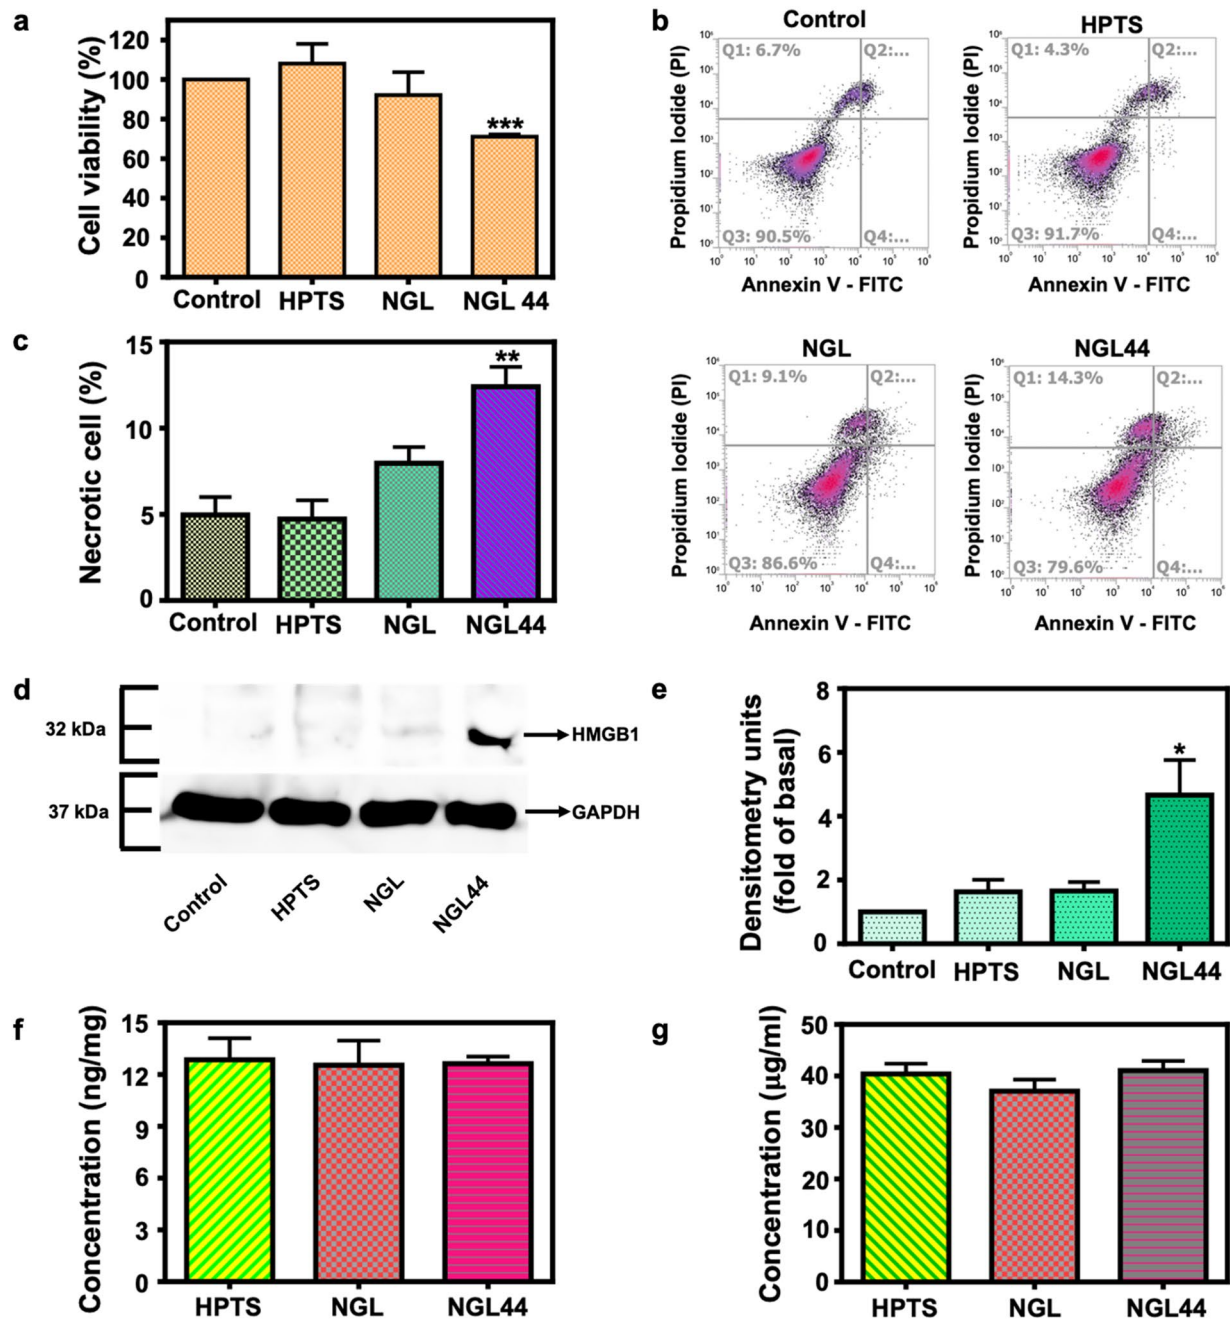 a
Cell viability (%)
120
100
80
60
40
20
0
***
Control HPTS NGL NGL 44
b
Control
Q1: 6.7% Q2:...
Q3: 90.5% Q4:...
Propidium Iodide (PI)
Annexin V - FITC
HPTS
Q1: 4.3% Q2:...
Q3: 91.7% Q4:...
Propidium Iodide (PI)
Annexin V - FITC
NGL
Q1: 9.1% Q2:...
Q3: 86.6% Q4:...
Propidium Iodide (PI)
Annexin V - FITC
NGL44
Q1: 14.3% Q2:...
Q3: 79.6% Q4:...
Propidium Iodide (PI)
Annexin V - FITC
c
Necrotic cell (%)
15
10
5
0
**
Control HPTS NGL NGL44
d
32 kDa
HMGB1
37 kDa
GAPDH
Control HPTS NGL NGL44
e
Densitometry units
(fold of basal)
8
6
4
2
0
*
Control HPTS NGL NGL44
f
Concentration (ng/mg)
15
12
9
6
3
0
HPTS NGL NGL44
g
Concentration (µg/ml)
50
40
30
20
10
0
HPTS NGL NGL44